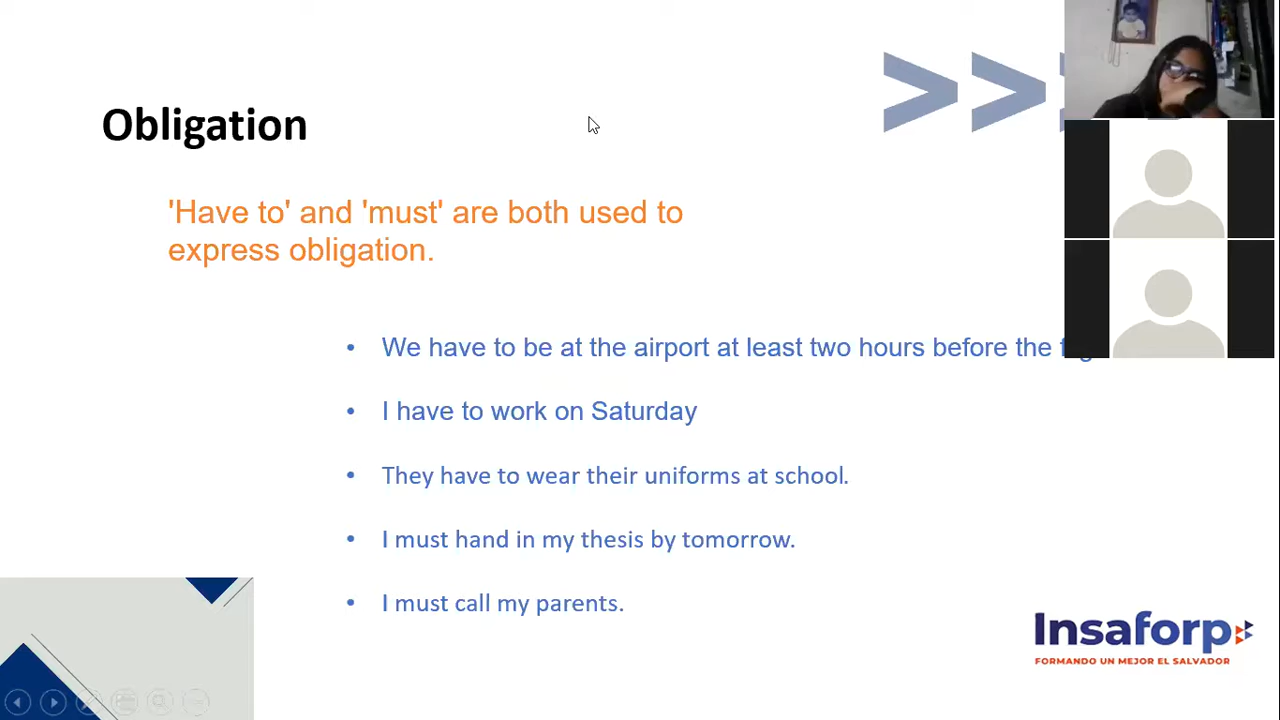 Obligation
'Have to' and 'must' are both used to
express obligation.
• We have to be at the airport at least two hours before the
• I have to work on Saturday
• They have to wear their uniforms at school.
• I must hand in my thesis by tomorrow.
• I must call my parents.
Insaforp
FORMANDO UN MEJOR EL SALVADOR